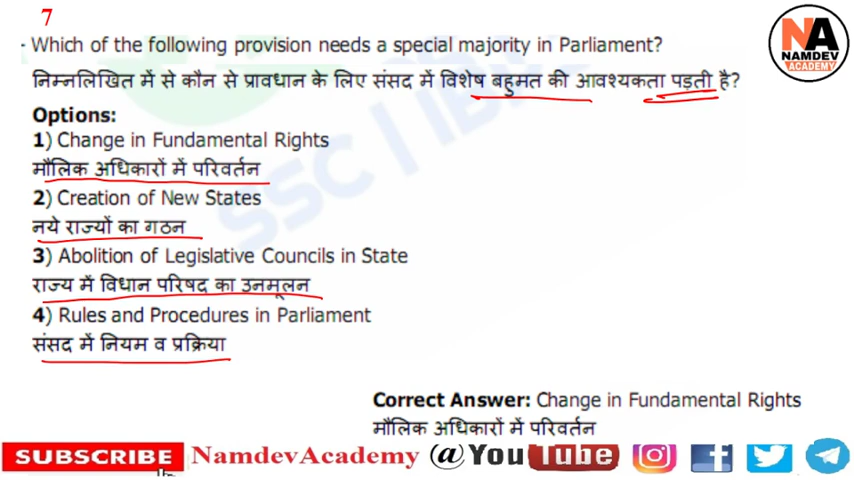 7
NA
NAMDEV
ACADEMY
- Which of the following provision needs a special majority in Parliament?
निम्नलिखित में से कौन से प्रावधान के लिए संसद में विशेष बहुमत की आवश्यकता पड़ती है?
Options:
1) Change in Fundamental Rights
मौलिक अधिकारों में परिवर्तन
2) Creation of New States
नये राज्यों का गठन
3) Abolition of Legislative Councils in State
राज्य में विधान परिषद का उनमूलन
4) Rules and Procedures in Parliament
संसद में नियम व प्रक्रिया
Correct Answer: Change in Fundamental Rights
मौलिक अधिकारों में परिवर्तन
SUBSCRIBE NamdevAcademy @YouTube